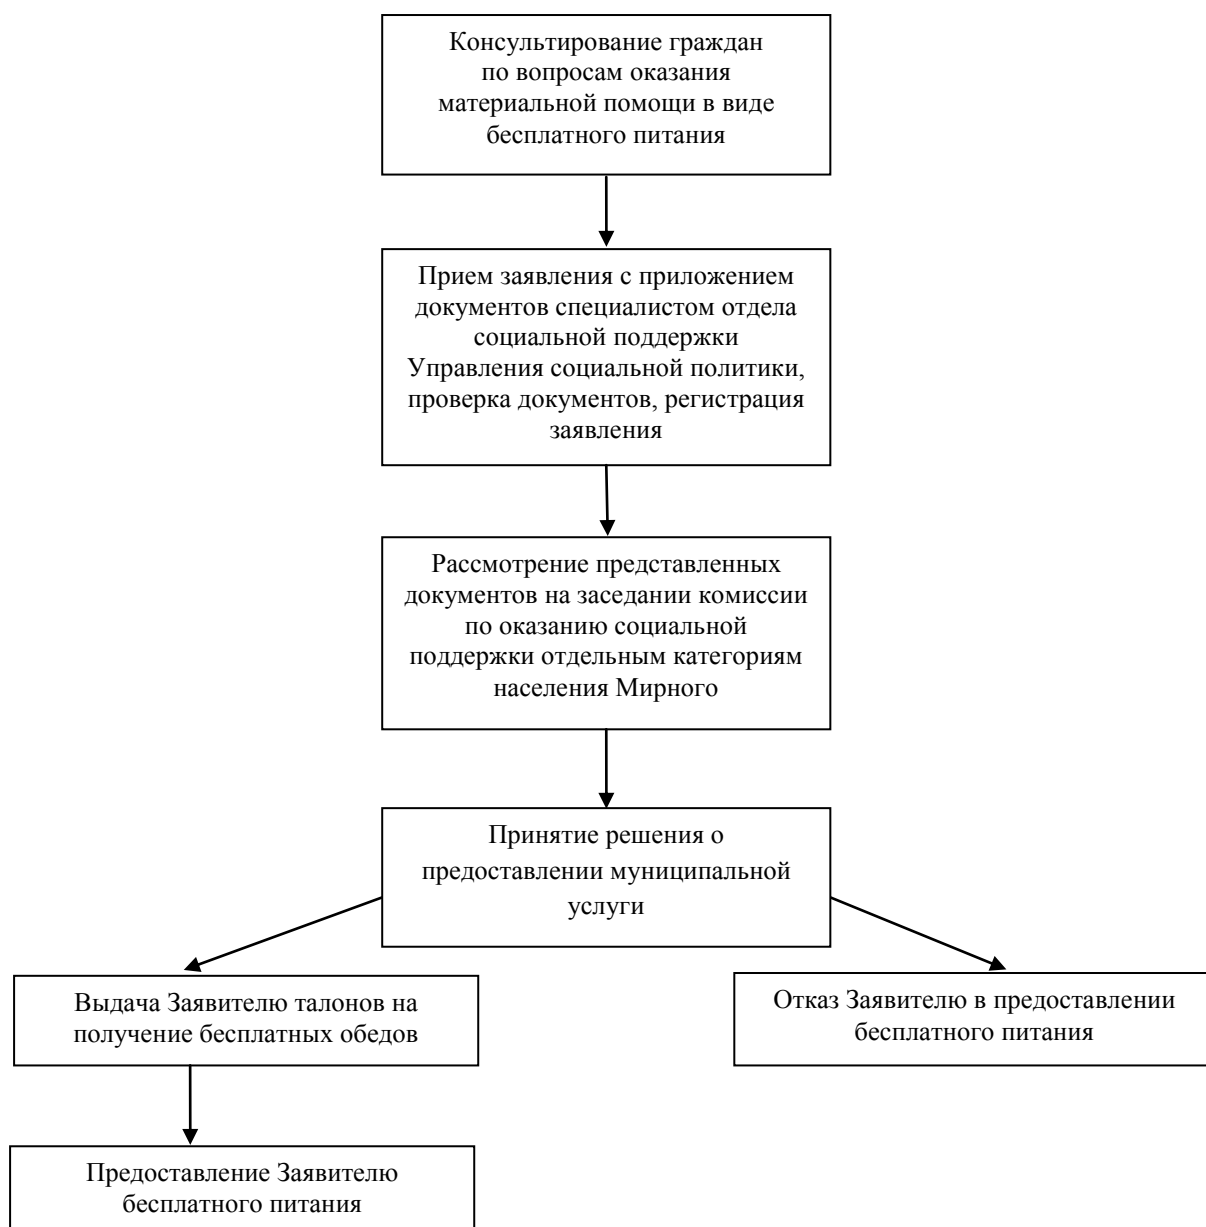 Консультирование граждан
по вопросам оказания
материальной помощи в виде
бесплатного питания
Прием заявления с приложением
документов специалистом отдела
социальной поддержки
Управления социальной политики,
проверка документов, регистрация
заявления
Рассмотрение представленных
документов на заседании комиссии
по оказанию социальной
поддержки отдельным категориям
населения Мирного
Принятие решения о
предоставлении муниципальной
услуги
Выдача Заявителю талонов на
получение бесплатных обедов
Отказ Заявителю в предоставлении
бесплатного питания
Предоставление Заявителю
бесплатного питания